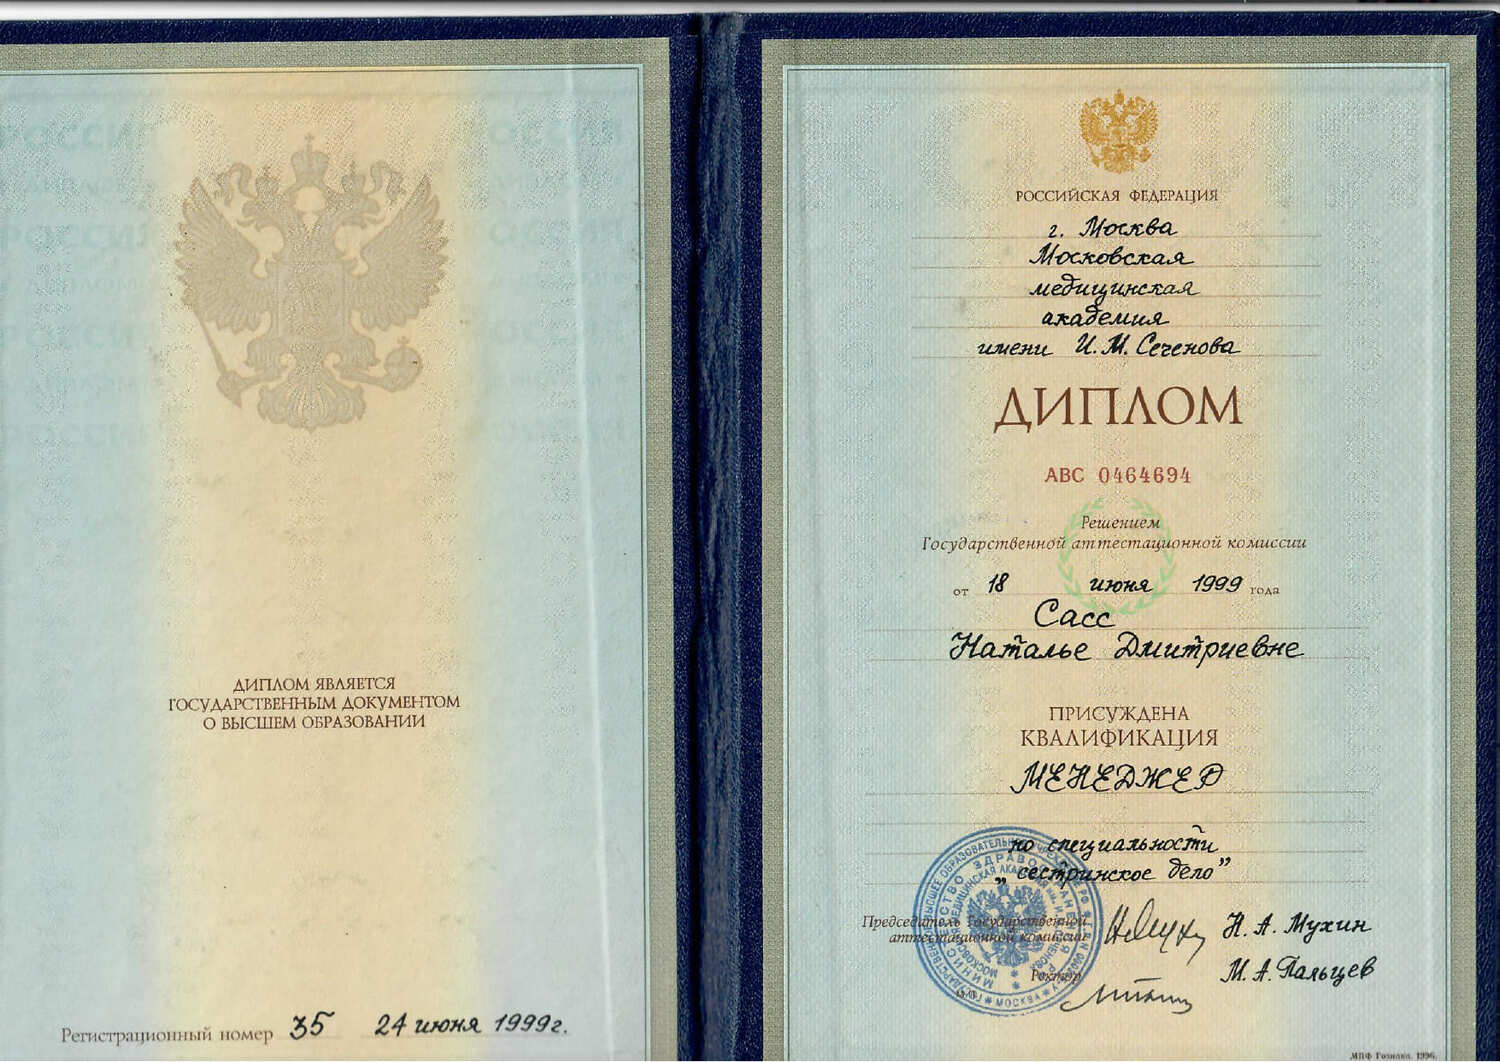 ДИПЛОМ ЯВЛЯЕТСЯ
ГОСУДАРСТВЕННЫМ ДОКУМЕНТОМ
О ВЫСШЕМ ОБРАЗОВАНИИ
Регистрационный номер 35 24 июня 1999г.
РОССИЙСКАЯ ФЕДЕРАЦИЯ
г. Москва
Московская
медицинская
академия
имени И.М. Сеченова
ДИПЛОМ
АВС 0464694
Решением
Государственной аттестационной комиссии
от 18 июня 1999 года
Сасс
Наталье Дмитриевне
ПРИСУЖДЕНА
КВАЛИФИКАЦИЯ
МЕНЕДЖЕР
по специальности
„сестринское дело”
Председатель Государственной
аттестационной комиссии Н.А. Мухин
Ректор М.А. Пальцев
МПФ Гознака. 1996.